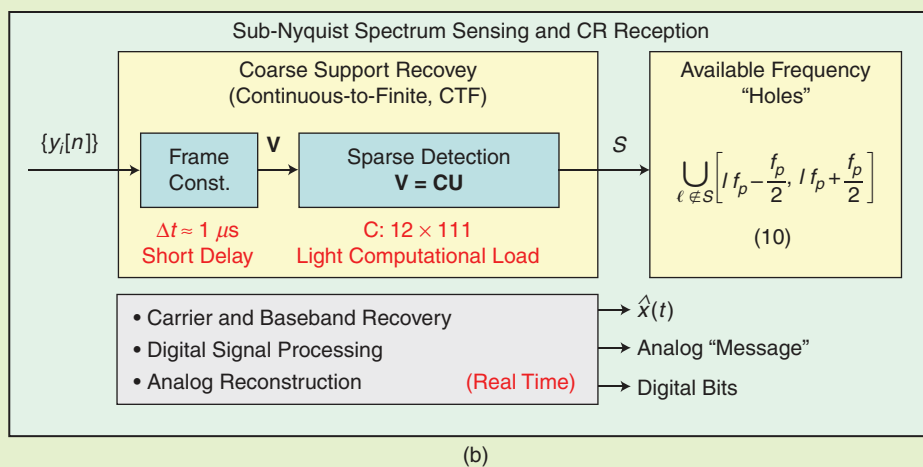 Sub-Nyquist Spectrum Sensing and CR Reception
Coarse Support Recovey
(Continuous-to-Finite, CTF)
{y_i[n]}
Frame
Const.
V
Sparse Detection
V = CU
S
Δt ≈ 1 μs
Short Delay
C: 12 × 111
Light Computational Load
Available Frequency
“Holes”
⋃_{ℓ∉S} [l f_p − f_p/2, l f_p + f_p/2]
(10)
• Carrier and Baseband Recovery
• Digital Signal Processing
• Analog Reconstruction (Real Time)
x̂(t)
Analog “Message”
Digital Bits
(b)